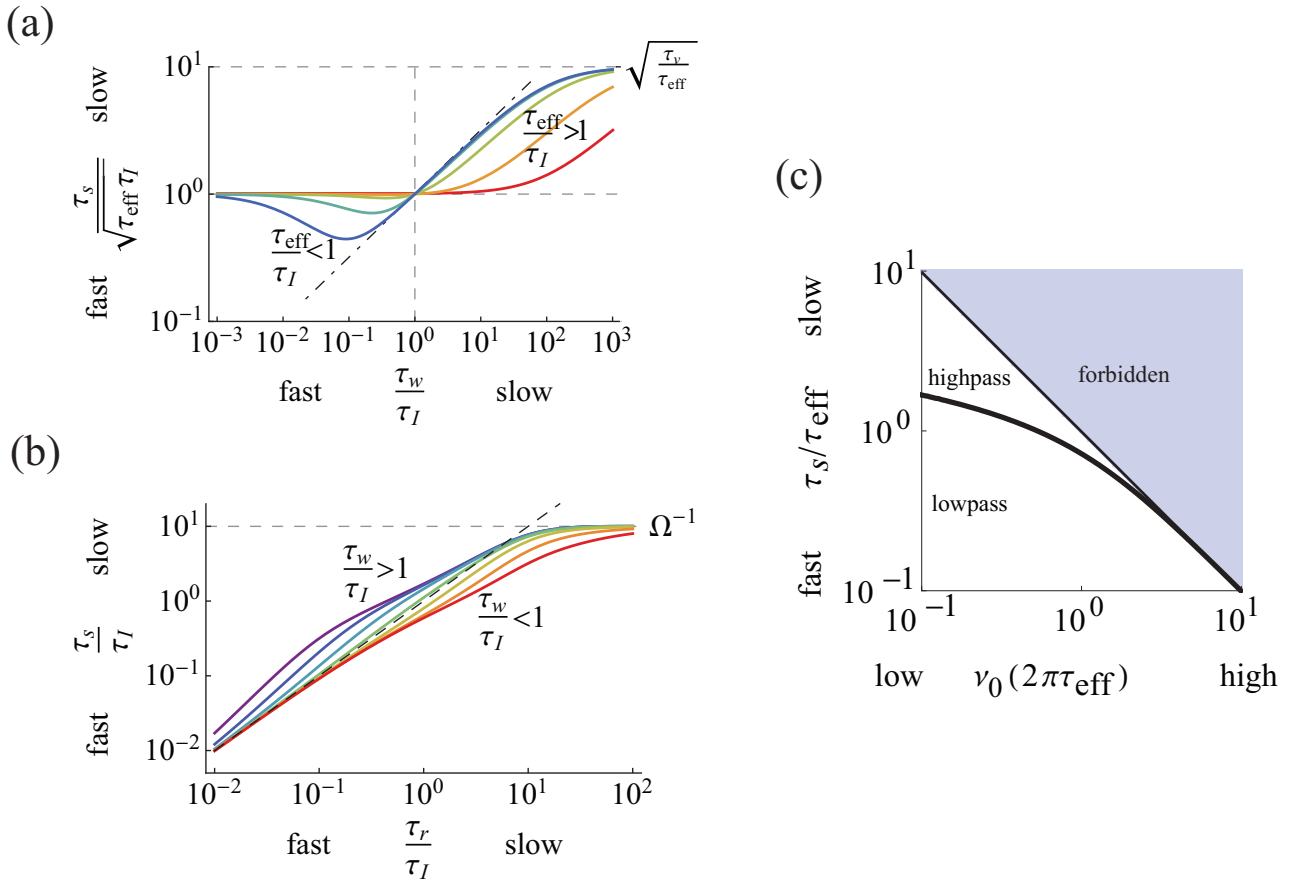 (a)
slow
fast
τ_s / √(τ_eff τ_I)
10^1
10^0
10^−1
√(τ_v / τ_eff)
τ_eff / τ_I >1
τ_eff / τ_I <1
10^−3 10^−2 10^−1 10^0 10^1 10^2 10^3
fast τ_w / τ_I slow
(b)
slow
fast
τ_s / τ_I
10^1
10^0
10^−1
10^−2
Ω^−1
τ_w / τ_I >1
τ_w / τ_I <1
10^−2 10^−1 10^0 10^1 10^2
fast τ_r / τ_I slow
(c)
slow
fast
τ_s/τ_eff
10^1
10^0
10^−1
highpass
forbidden
lowpass
10^−1 10^0 10^1
low ν_0(2πτ_eff) high